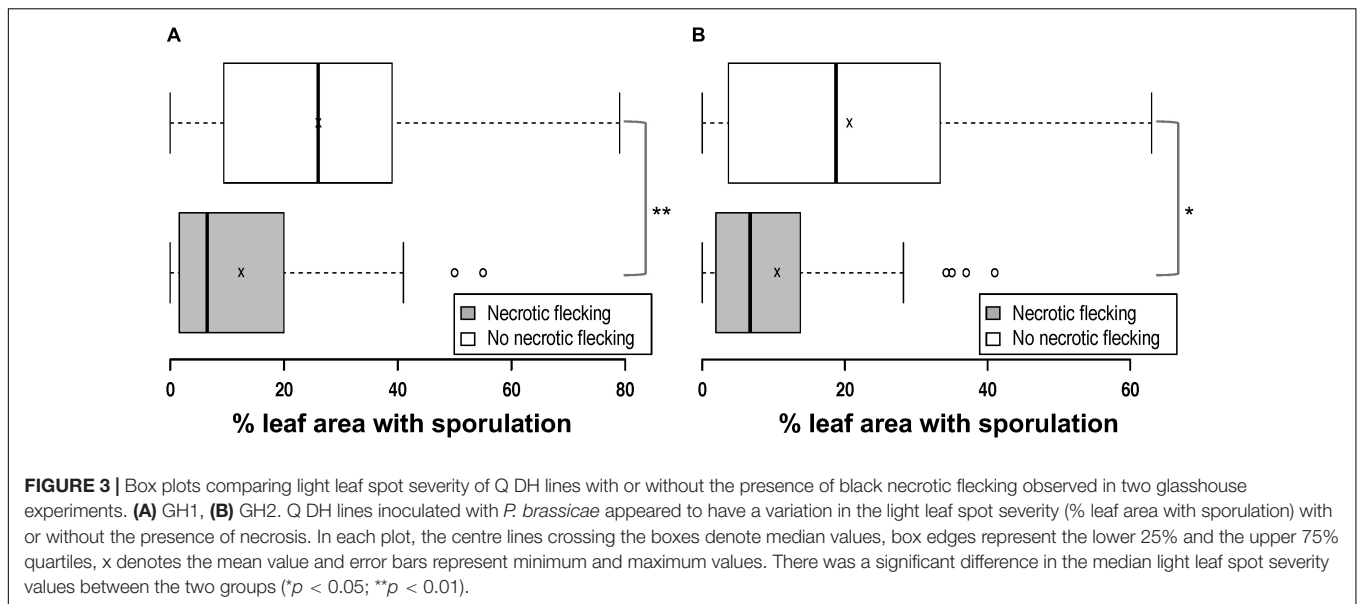 A
B
x
x
**
*
x
x
Necrotic flecking
No necrotic flecking
Necrotic flecking
No necrotic flecking
0 20 40 60 80
0 20 40 60
% leaf area with sporulation
% leaf area with sporulation
FIGURE 3 | Box plots comparing light leaf spot severity of Q DH lines with or without the presence of black necrotic flecking observed in two glasshouse
experiments. (A) GH1, (B) GH2. Q DH lines inoculated with P. brassicae appeared to have a variation in the light leaf spot severity (% leaf area with sporulation) with
or without the presence of necrosis. In each plot, the centre lines crossing the boxes denote median values, box edges represent the lower 25% and the upper 75%
quartiles, x denotes the mean value and error bars represent minimum and maximum values. There was a significant difference in the median light leaf spot severity
values between the two groups (*p < 0.05; **p < 0.01).